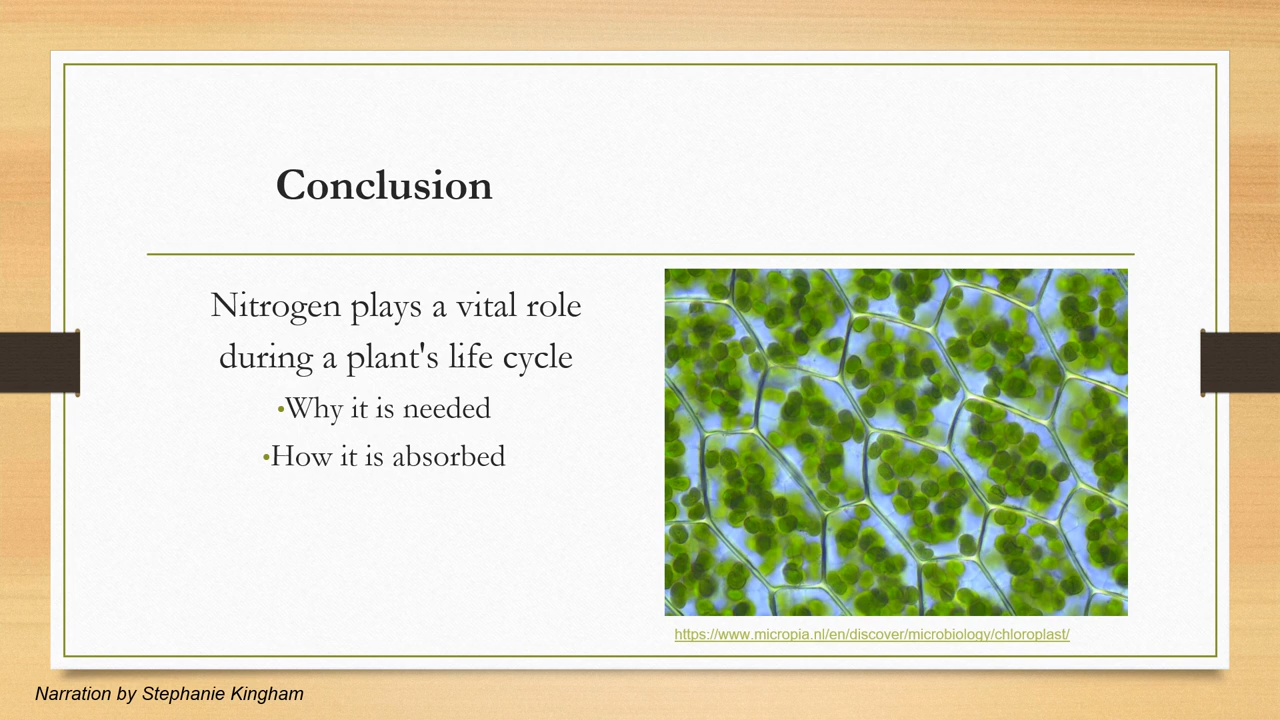 Conclusion
Nitrogen plays a vital role
during a plant's life cycle
•Why it is needed
•How it is absorbed
https://www.micropia.nl/en/discover/microbiology/chloroplast/
Narration by Stephanie Kingham